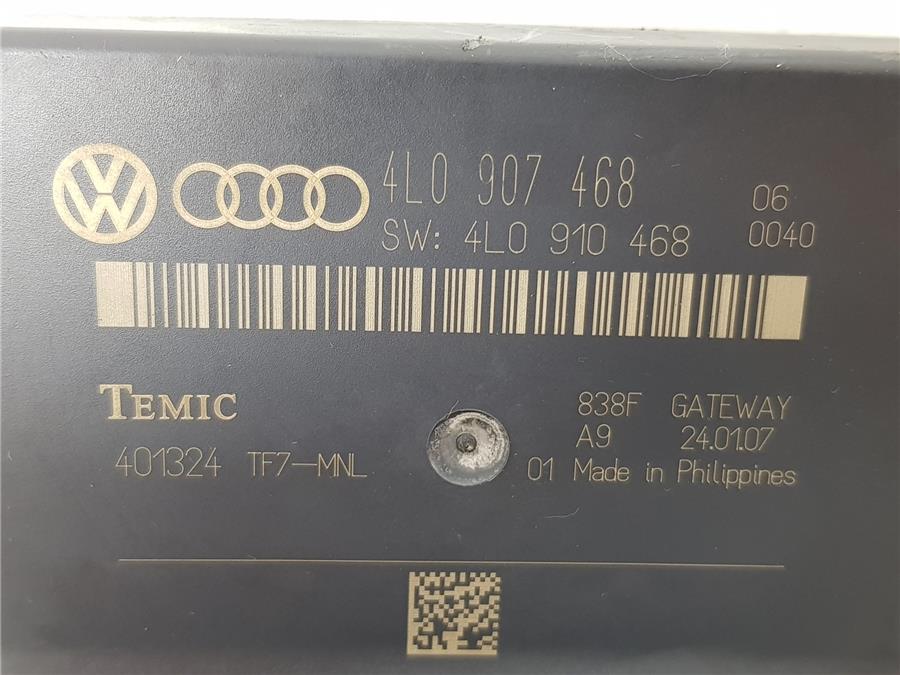 4L0 907 468 06
SW: 4L0 910 468 0040
TEMIC 838F GATEWAY
A9 24.01.07
401324 TF7-MNL 01 Made in Philippines